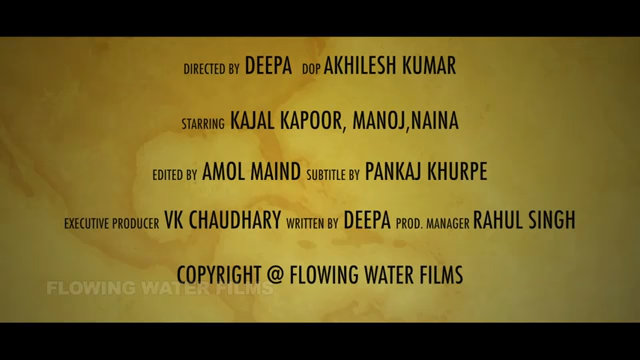 DIRECTED BY DEEPA DOP AKHILESH KUMAR
STARRING KAJAL KAPOOR, MANOJ,NAINA
EDITED BY AMOL MAIND SUBTITLE BY PANKAJ KHURPE
EXECUTIVE PRODUCER VK CHAUDHARY WRITTEN BY DEEPA PROD. MANAGER RAHUL SINGH
COPYRIGHT @ FLOWING WATER FILMS
FLOWING WATER FILMS